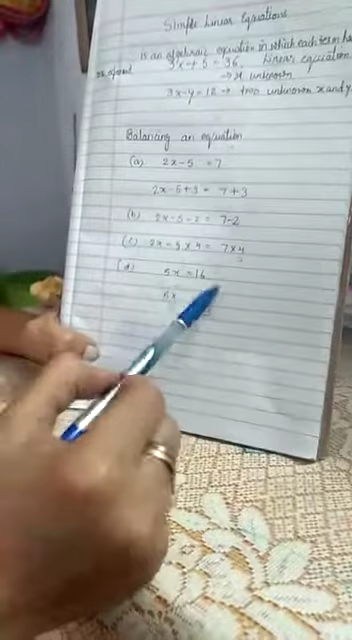 Simple Linear Equations
is an algebraic equation in which each term ha
3x + 5 = 36. Linear equation
→ x unknown
3x - y = 12 → two unknown x and y
Balancing an equation
(a) 2x - 5 = 7
2x - 5 + 3 = 7 + 3
(b) 2x - 5 - 2 = 7 - 2
(c) 2x - 5 x 4 = 7 x 4
(d) 5x = 16
5x